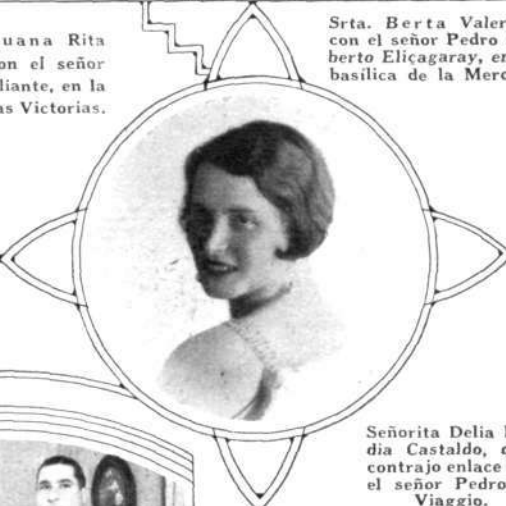 uana Rita
on el señor
liante, en la
as Victorias.
Srta. Berta Valer
con el señor Pedro
berto Eliçagaray, en
basílica de la Merc
Señorita Delia
dia Castaldo,
contrajo enlace
el señor Pedro
Viaggio.